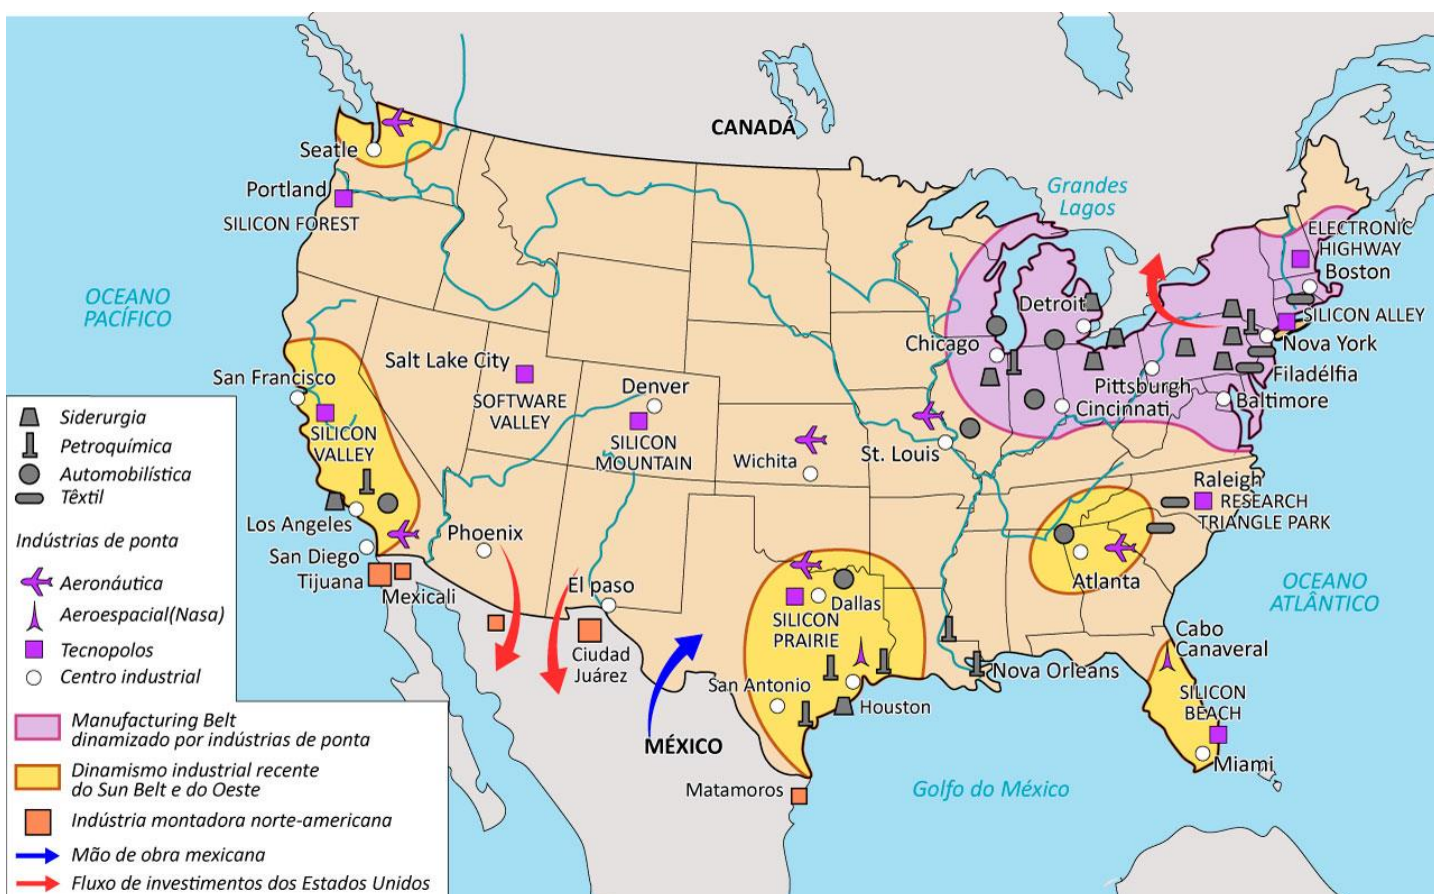 CANADÁ
Seatle
Portland
SILICON FOREST
Grandes
Lagos
ELECTRONIC
HIGHWAY
Boston
OCEANO
PACÍFICO
Detroit
SILICON ALLEY
Chicago
Nova York
Salt Lake City
SOFTWARE
VALLEY
Denver
SILICON
MOUNTAIN
Pittsburgh
Cincinnati
Filadélfia
Baltimore
San Francisco
SILICON
VALLEY
Wichita
St. Louis
Raleigh
RESEARCH
TRIANGLE PARK
Los Angeles
San Diego
Tijuana
Mexicali
Phoenix
El paso
Ciudad
Juárez
Dallas
SILICON
PRAIRIE
Atlanta
OCEANO
ATLÂNTICO
San Antonio
Houston
Nova Orleans
Cabo
Canaveral
SILICON
BEACH
Miami
MÉXICO
Matamoros
Golfo do México
Siderurgia
Petroquímica
Automobilística
Têxtil
Indústrias de ponta
Aeronáutica
Aeroespacial(Nasa)
Tecnopolos
Centro industrial
Manufacturing Belt
dinamizado por indústrias de ponta
Dinamismo industrial recente
do Sun Belt e do Oeste
Indústria montadora norte-americana
Mão de obra mexicana
Fluxo de investimentos dos Estados Unidos